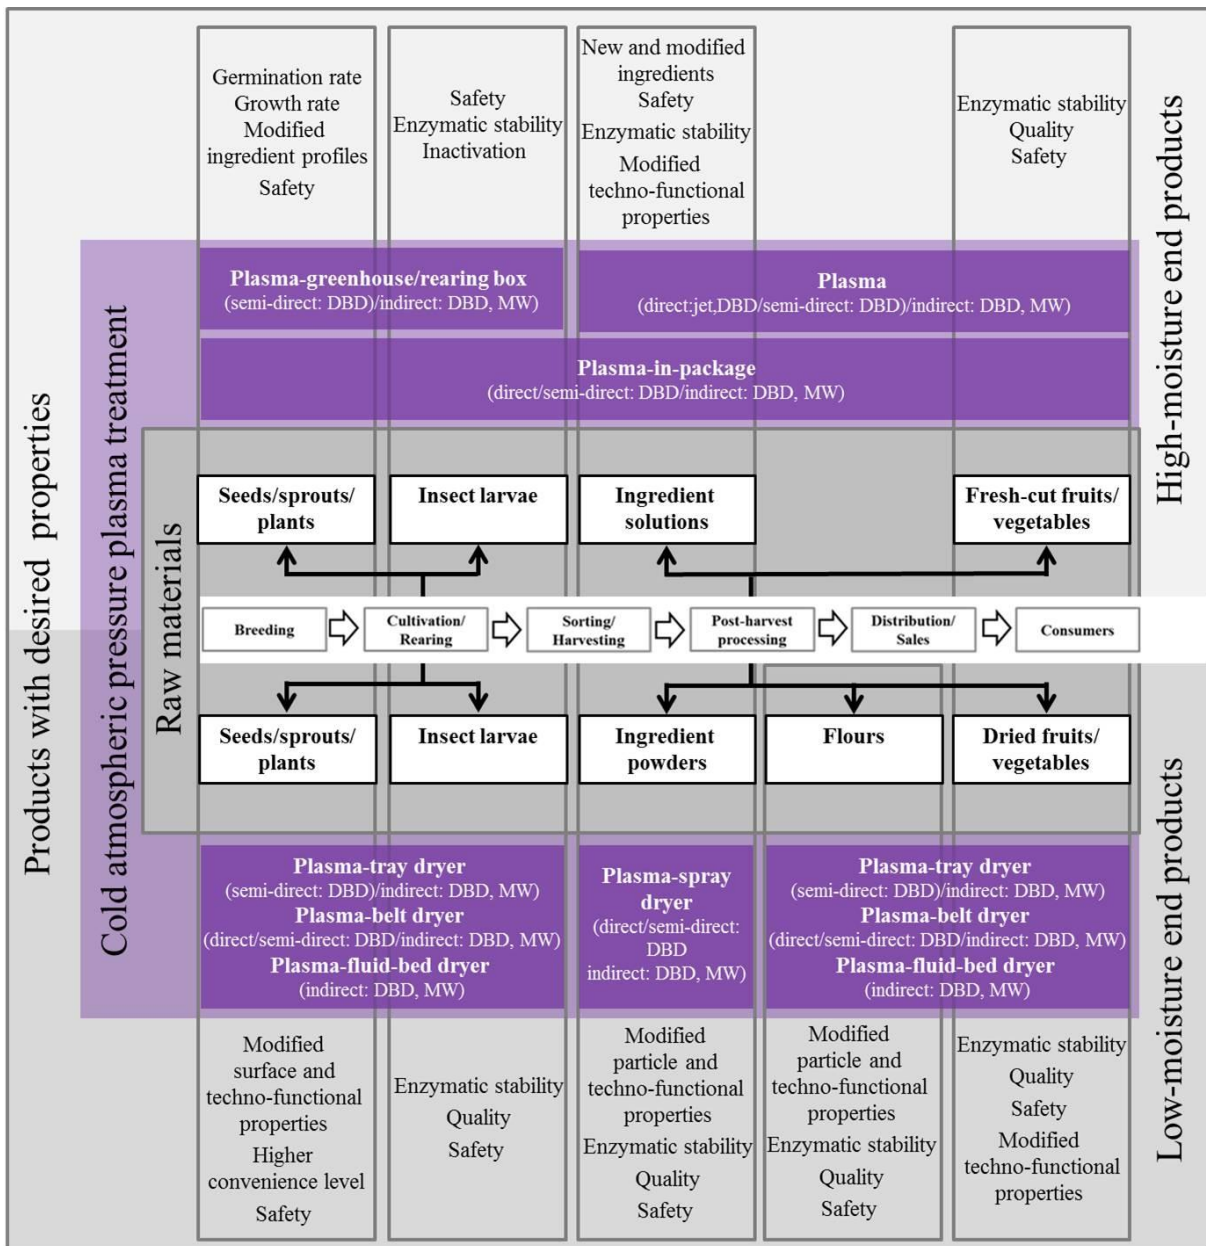 Products with desired properties
Cold atmospheric pressure plasma treatment
Raw materials
High-moisture end products
Low-moisture end products
Germination rate
Growth rate
Modified
ingredient profiles
Safety
Safety
Enzymatic stability
Inactivation
New and modified
ingredients
Safety
Enzymatic stability
Modified
techno-functional
properties
Enzymatic stability
Quality
Safety
Plasma-greenhouse/rearing box
(semi-direct: DBD)/indirect: DBD, MW)
Plasma
(direct:jet,DBD/semi-direct: DBD)/indirect: DBD, MW)
Plasma-in-package
(direct/semi-direct: DBD/indirect: DBD, MW)
Seeds/sprouts/
plants
Insect larvae
Ingredient
solutions
Fresh-cut fruits/
vegetables
Breeding
Cultivation/
Rearing
Sorting/
Harvesting
Post-harvest
processing
Distribution/
Sales
Consumers
Seeds/sprouts/
plants
Insect larvae
Ingredient
powders
Flours
Dried fruits/
vegetables
Plasma-tray dryer
(semi-direct: DBD)/indirect: DBD, MW)
Plasma-belt dryer
(direct/semi-direct: DBD/indirect: DBD, MW)
Plasma-fluid-bed dryer
(indirect: DBD, MW)
Plasma-spray
dryer
(direct/semi-direct:
DBD
indirect: DBD, MW)
Plasma-tray dryer
(semi-direct: DBD)/indirect: DBD, MW)
Plasma-belt dryer
(direct/semi-direct: DBD/indirect: DBD, MW)
Plasma-fluid-bed dryer
(indirect: DBD, MW)
Modified
surface and
techno-functional
properties
Higher
convenience level
Safety
Enzymatic stability
Quality
Safety
Modified
particle and
techno-functional
properties
Enzymatic stability
Quality
Safety
Modified
particle and
techno-functional
properties
Enzymatic stability
Quality
Safety
Enzymatic stability
Quality
Safety
Modified
techno-functional
properties